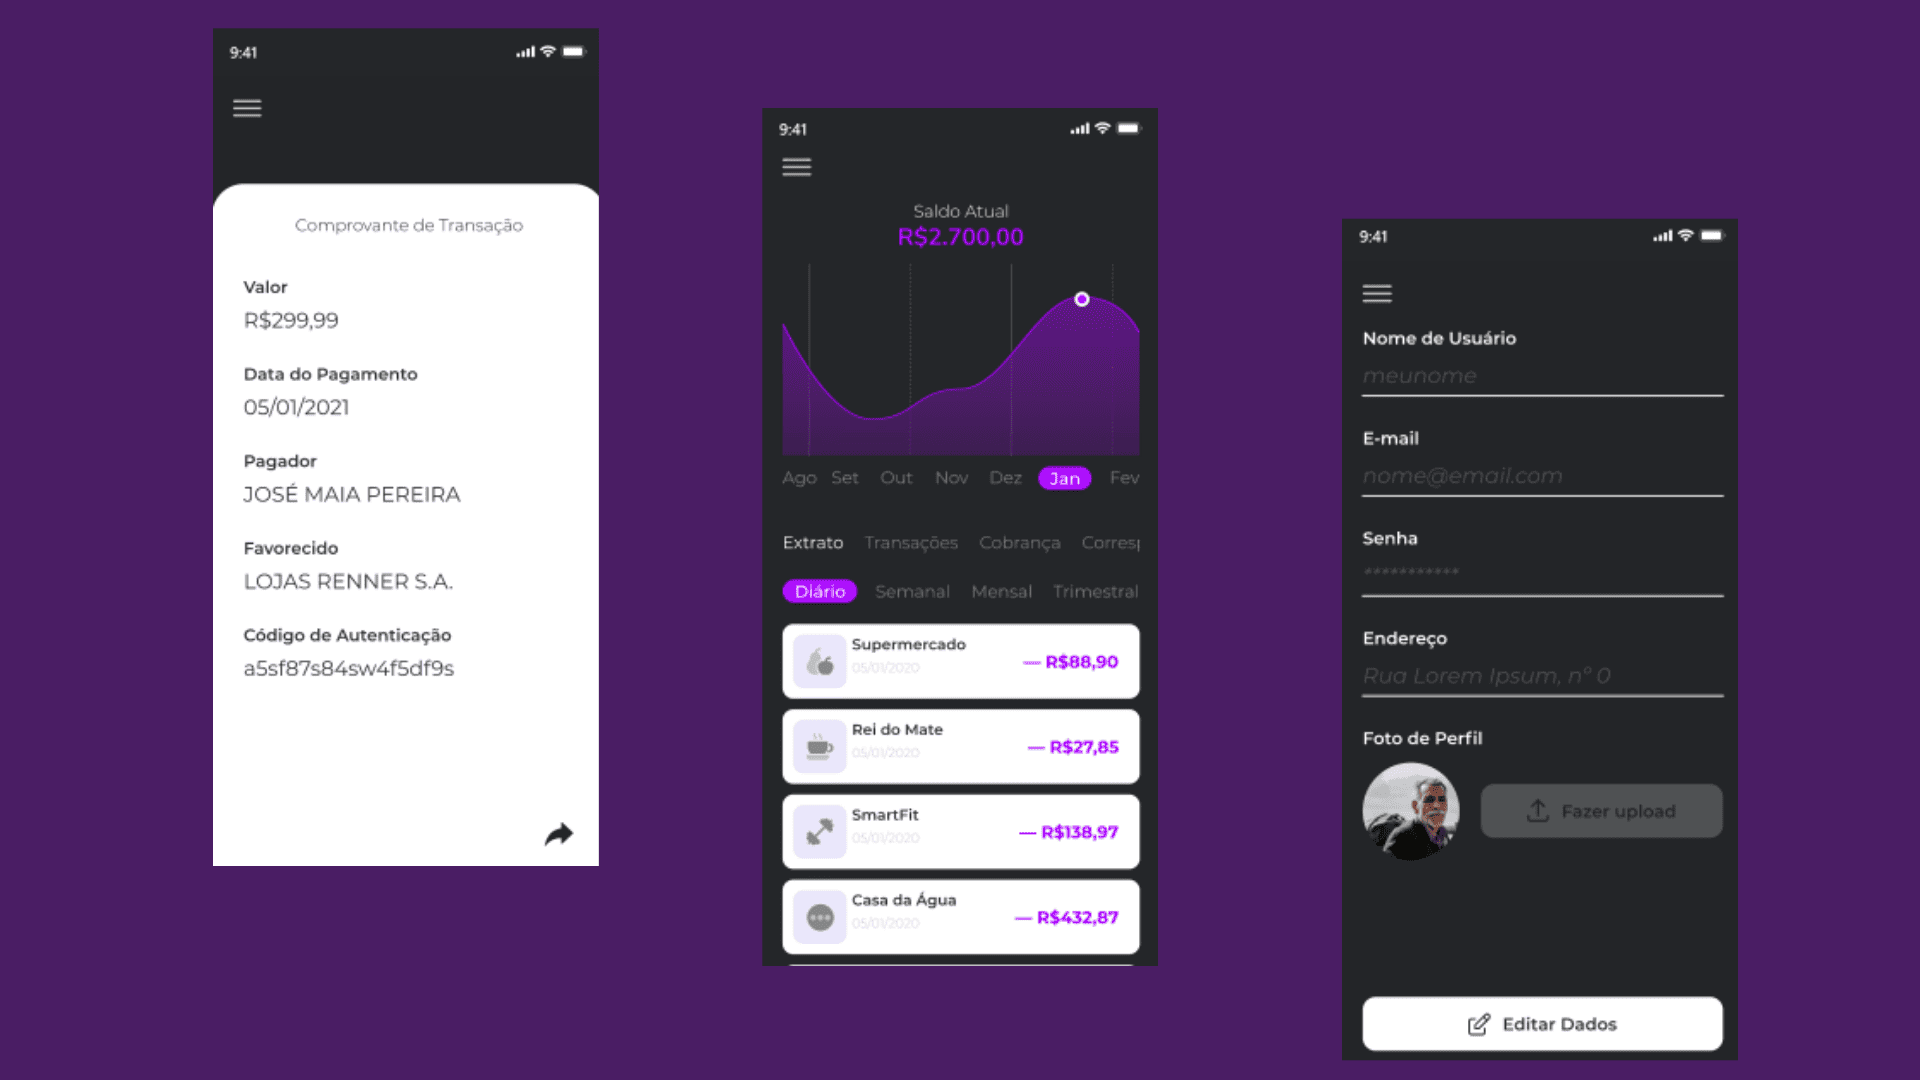 9:41
Comprovante de Transação
Valor
R$299,99
Data do Pagamento
05/01/2021
Pagador
JOSÉ MAIA PEREIRA
Favorecido
LOJAS RENNER S.A.
Código de Autenticação
a5sf87s84sw4f5df9s
9:41
Saldo Atual
R$2.700,00
Ago Set Out Nov Dez Jan Fev
Extrato Transações Cobrança Corresp
Diário Semanal Mensal Trimestral
Supermercado
05/01/2020
— R$88,90
Rei do Mate
05/01/2020
— R$27,85
SmartFit
05/01/2020
— R$138,97
Casa da Água
05/01/2020
— R$432,87
9:41
Nome de Usuário
meunome
E-mail
nome@email.com
Senha
***********
Endereço
Rua Lorem Ipsum, nº 0
Foto de Perfil
Fazer upload
Editar Dados